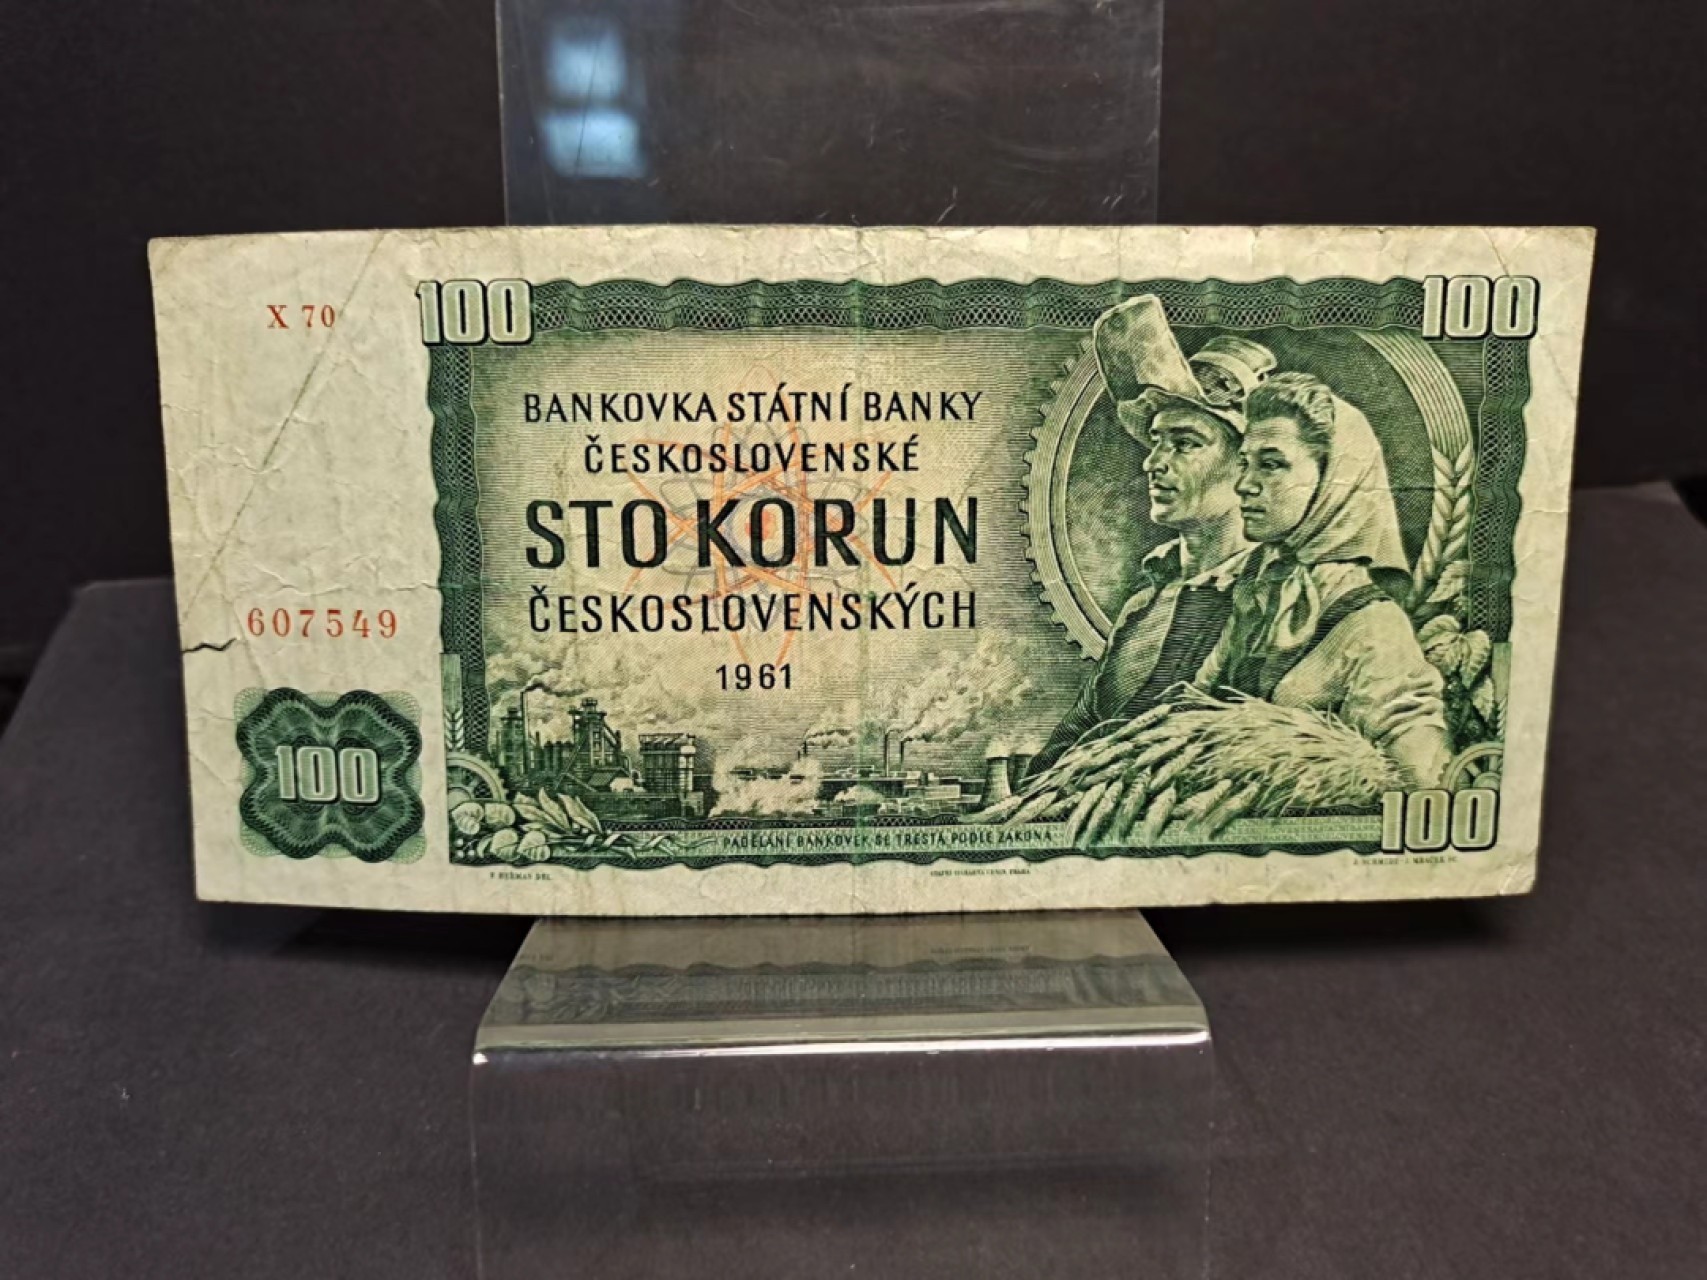 X 70
100
100
BANKOVKA STÁTNÍ BANKY
ČESKOSLOVENSKÉ
STO KORUN
ČESKOSLOVENSKÝCH
607549
1961
100
100
PADĚLÁNÍ BANKOVEK SE TRESTÁ PODLE ZÁKONA